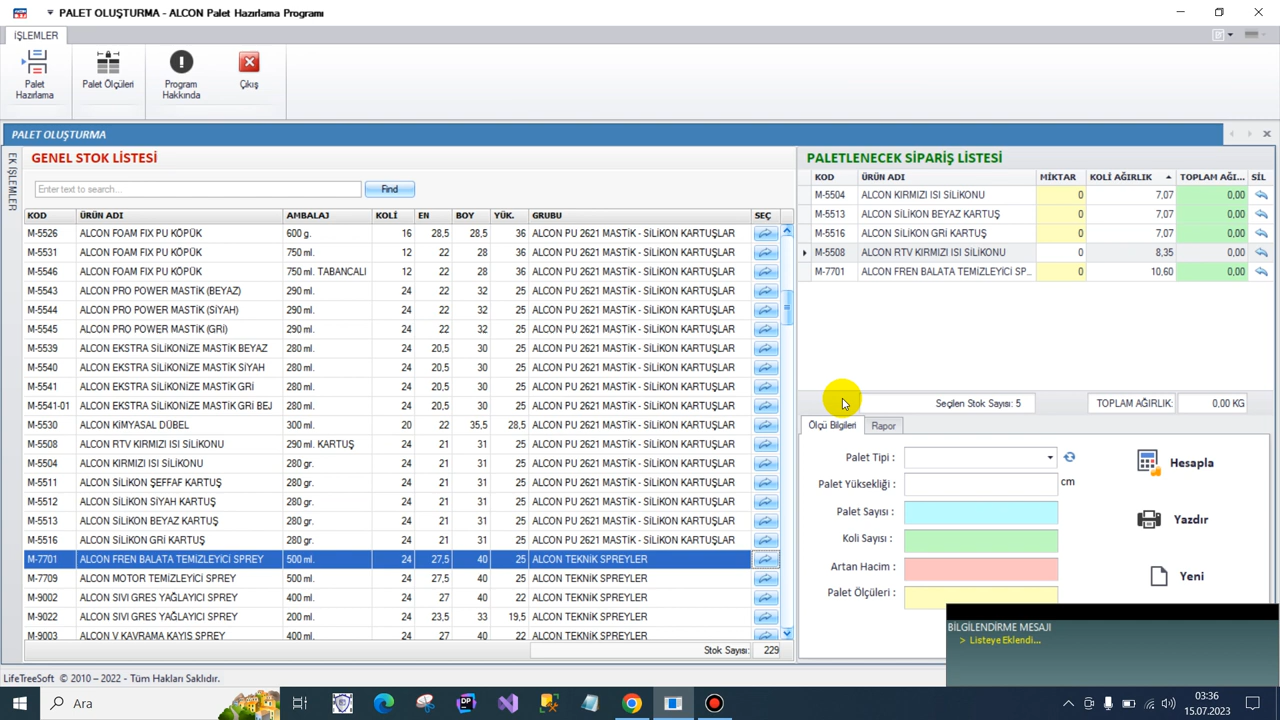 PALET OLUŞTURMA - ALCON Palet Hazırlama Programı
İŞLEMLER
Palet Hazırlama
Palet Ölçüleri
Program Hakkında
Çıkış
PALET OLUŞTURMA
EK İŞLEMLER
GENEL STOK LİSTESİ
Enter text to search...
Find
KOD ÜRÜN ADI AMBALAJ KOLİ EN BOY YÜK. GRUBU SEÇ
M-5526 ALCON FOAM FIX PU KÖPÜK 600 g. 16 28,5 28,5 36 ALCON PU 2621 MASTİK - SİLİKON KARTUŞLAR
M-5531 ALCON FOAM FIX PU KÖPÜK 750 ml. 12 22 28 36 ALCON PU 2621 MASTİK - SİLİKON KARTUŞLAR
M-5546 ALCON FOAM FIX PU KÖPÜK 750 ml. TABANCALI 12 22 28 36 ALCON PU 2621 MASTİK - SİLİKON KARTUŞLAR
M-5543 ALCON PRO POWER MASTİK (BEYAZ) 290 ml. 24 22 32 25 ALCON PU 2621 MASTİK - SİLİKON KARTUŞLAR
M-5544 ALCON PRO POWER MASTİK (SİYAH) 290 ml. 24 22 32 25 ALCON PU 2621 MASTİK - SİLİKON KARTUŞLAR
M-5545 ALCON PRO POWER MASTİK (GRİ) 290 ml. 24 22 32 25 ALCON PU 2621 MASTİK - SİLİKON KARTUŞLAR
M-5539 ALCON EKSTRA SİLİKONİZE MASTİK BEYAZ 280 ml. 24 20,5 30 25 ALCON PU 2621 MASTİK - SİLİKON KARTUŞLAR
M-5540 ALCON EKSTRA SİLİKONİZE MASTİK SİYAH 280 ml. 24 20,5 30 25 ALCON PU 2621 MASTİK - SİLİKON KARTUŞLAR
M-5541 ALCON EKSTRA SİLİKONİZE MASTİK GRİ 280 ml. 24 20,5 30 25 ALCON PU 2621 MASTİK - SİLİKON KARTUŞLAR
M-5541-01 ALCON EKSTRA SİLİKONİZE MASTİK GRİ BEJ 280 ml. 24 20,5 30 25 ALCON PU 2621 MASTİK - SİLİKON KARTUŞLAR
M-5530 ALCON KİMYASAL DÜBEL 300 ml. 20 22 35,5 28,5 ALCON PU 2621 MASTİK - SİLİKON KARTUŞLAR
M-5508 ALCON RTV KIRMIZI ISI SİLİKONU 290 ml. KARTUŞ 24 21 31 25 ALCON PU 2621 MASTİK - SİLİKON KARTUŞLAR
M-5504 ALCON KIRMIZI ISI SİLİKONU 280 gr. 24 21 31 25 ALCON PU 2621 MASTİK - SİLİKON KARTUŞLAR
M-5511 ALCON SİLİKON ŞEFFAF KARTUŞ 280 gr. 24 21 31 25 ALCON PU 2621 MASTİK - SİLİKON KARTUŞLAR
M-5512 ALCON SİLİKON SİYAH KARTUŞ 280 gr. 24 21 31 25 ALCON PU 2621 MASTİK - SİLİKON KARTUŞLAR
M-5513 ALCON SİLİKON BEYAZ KARTUŞ 280 gr. 24 21 31 25 ALCON PU 2621 MASTİK - SİLİKON KARTUŞLAR
M-5516 ALCON SİLİKON GRİ KARTUŞ 280 gr. 24 21 31 25 ALCON PU 2621 MASTİK - SİLİKON KARTUŞLAR
M-7701 ALCON FREN BALATA TEMİZLEYİCİ SPREY 500 ml. 24 27,5 40 25 ALCON TEKNİK SPREYLER
M-7709 ALCON MOTOR TEMİZLEYİCİ SPREY 500 ml. 24 27,5 40 25 ALCON TEKNİK SPREYLER
M-9002 ALCON SIVI GRES YAĞLAYICI SPREY 400 ml. 24 27 40 22 ALCON TEKNİK SPREYLER
M-9022 ALCON SIVI GRES YAĞLAYICI SPREY 200 ml. 24 23,5 33 19,5 ALCON TEKNİK SPREYLER
M-9003 ALCON V KAVRAMA KAYIŞ SPREY 400 ml. 24 27 40 22 ALCON TEKNİK SPREYLER
Stok Sayısı: 229
PALETLENECEK SİPARİŞ LİSTESİ
KOD ÜRÜN ADI MİKTAR KOLİ AĞIRLIK TOPLAM AĞI... SİL
M-5504 ALCON KIRMIZI ISI SİLİKONU 0 7,07 0,00
M-5513 ALCON SİLİKON BEYAZ KARTUŞ 0 7,07 0,00
M-5516 ALCON SİLİKON GRİ KARTUŞ 0 7,07 0,00
M-5508 ALCON RTV KIRMIZI ISI SİLİKONU 0 8,35 0,00
M-7701 ALCON FREN BALATA TEMİZLEYİCİ SP... 0 10,60 0,00
Seçilen Stok Sayısı: 5 TOPLAM AĞIRLIK: 0,00 KG
Ölçü Bilgileri Rapor
Palet Tipi :
Palet Yüksekliği : cm
Palet Sayısı :
Koli Sayısı :
Artan Hacim :
Palet Ölçüleri :
Hesapla
Yazdır
Yeni
BİLGİLENDİRME MESAJI
> Listeye Eklendi...
LifeTreeSoft © 2010 – 2022 - Tüm Hakları Saklıdır.
Ara
DP
03:36
15.07.2023